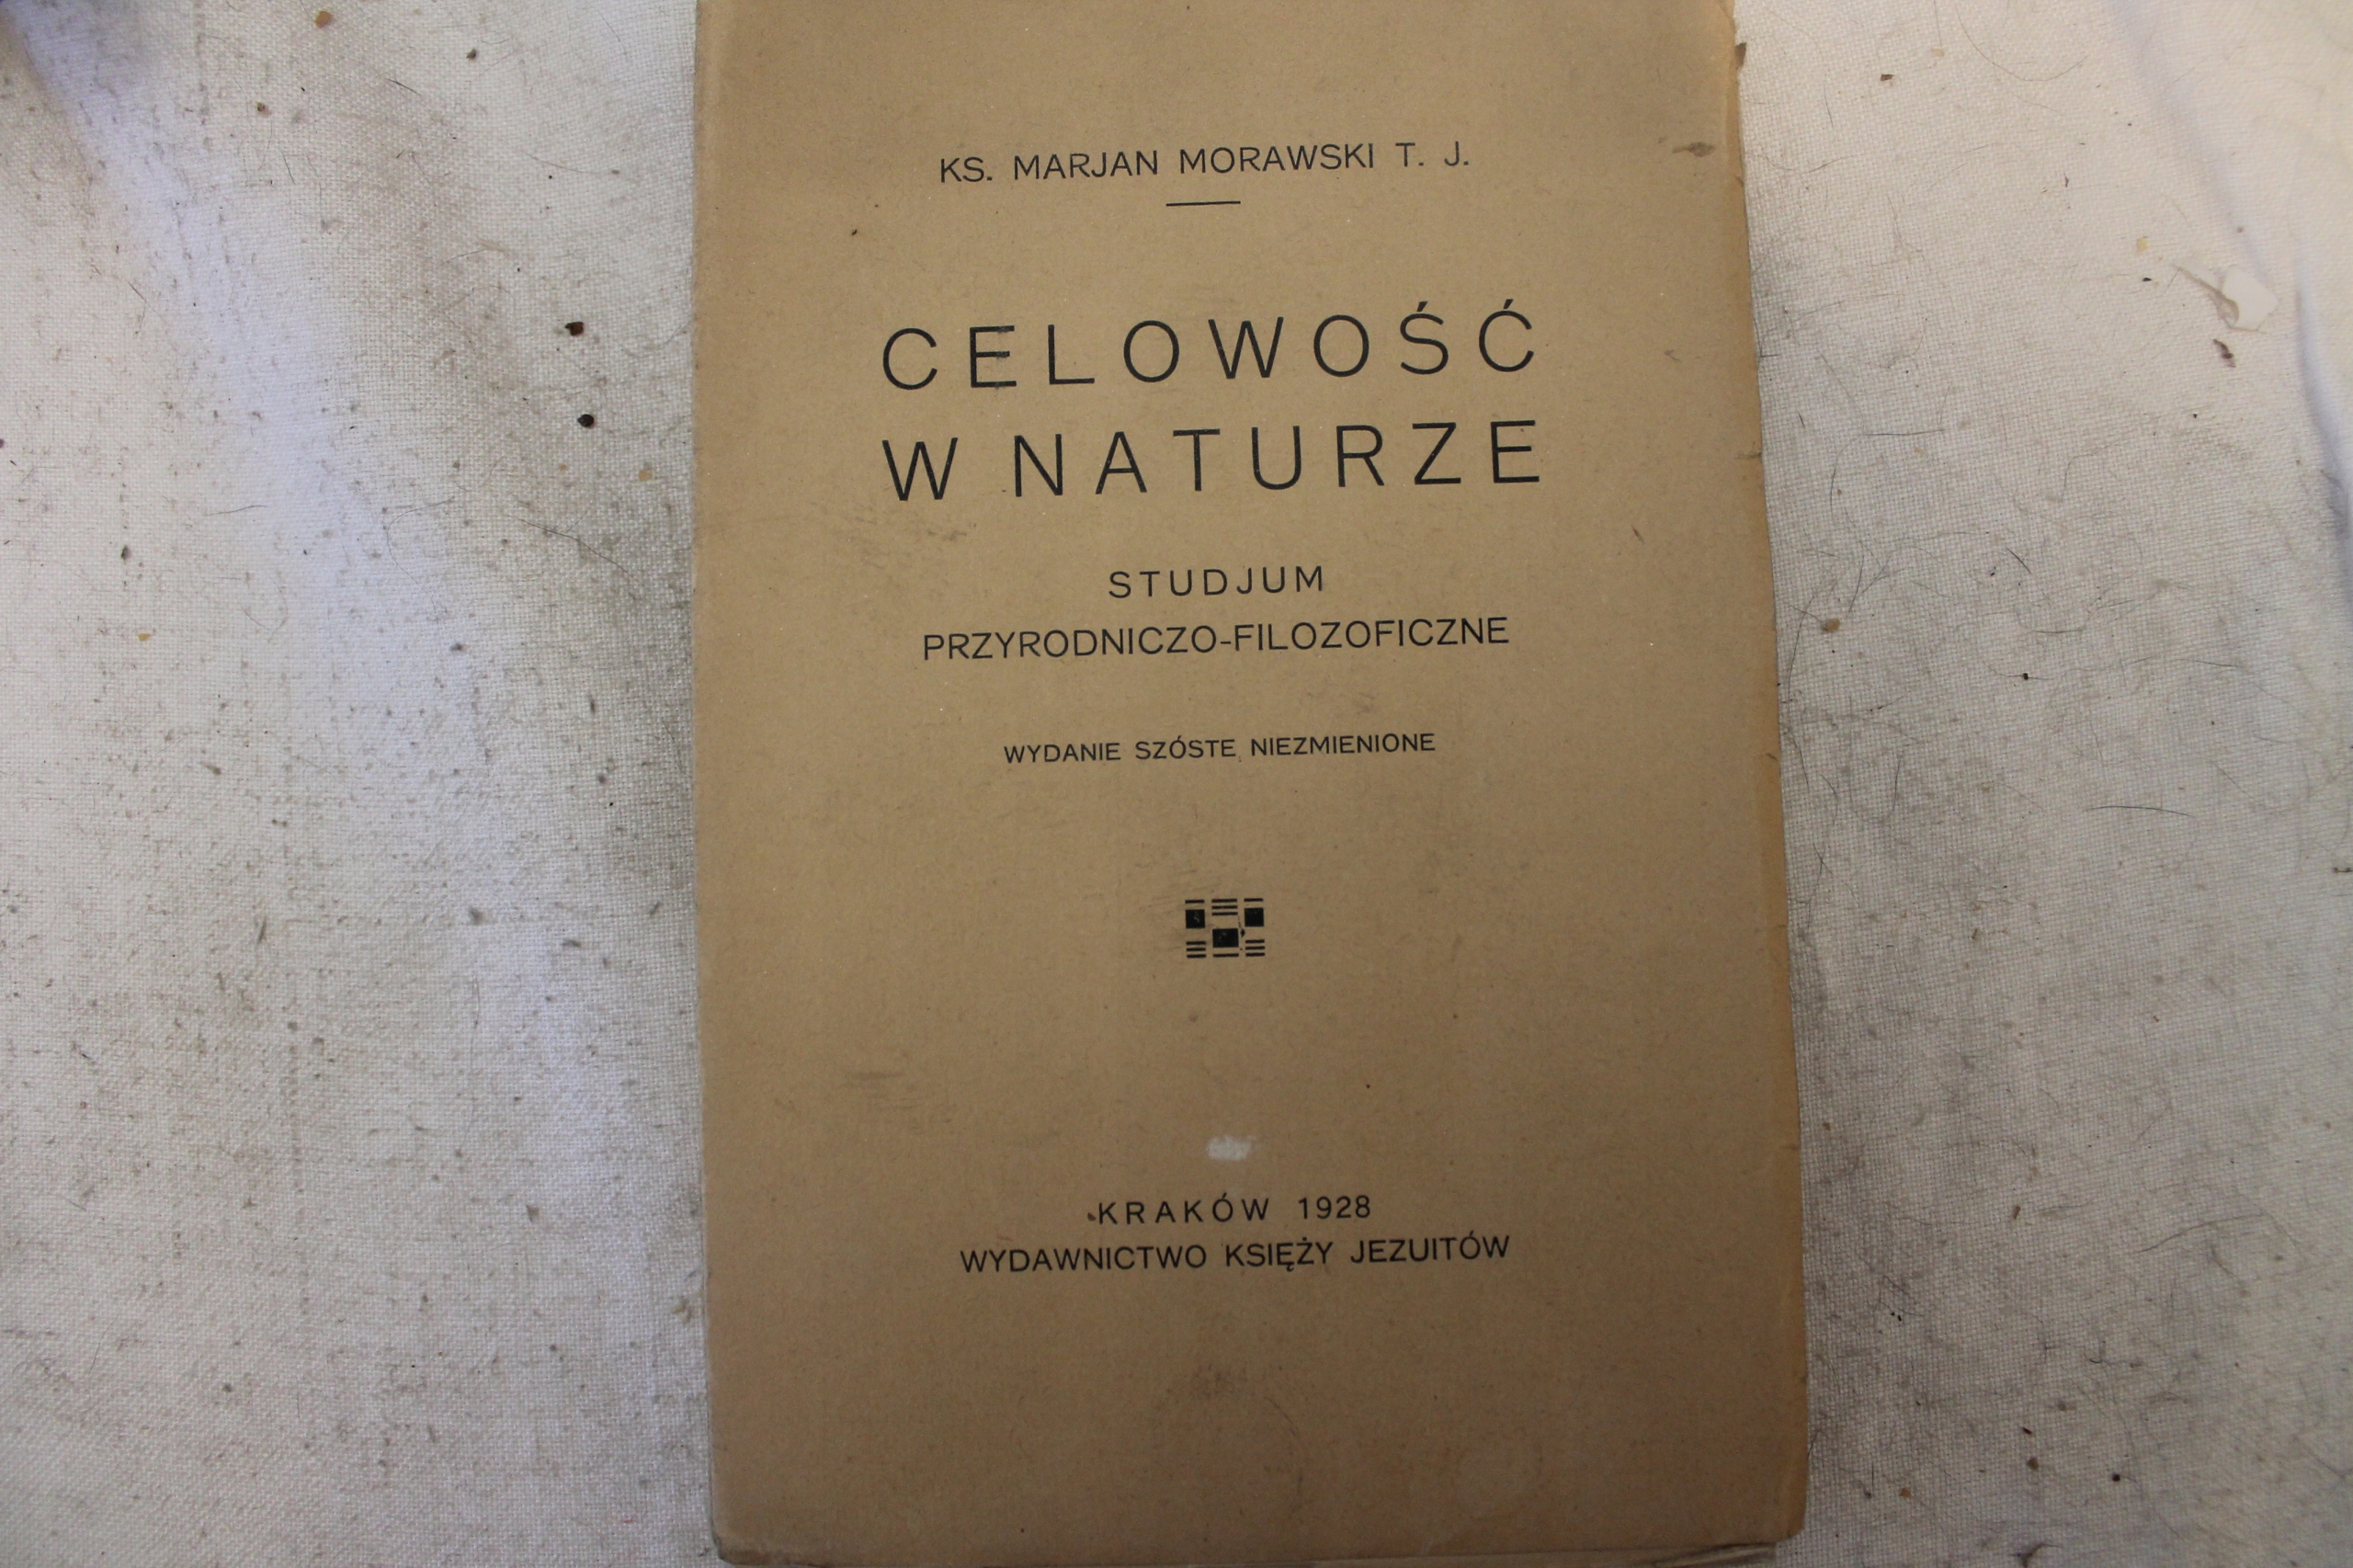 KS. MARJAN MORAWSKI T. J.
CELOWOŚĆ
W NATURZE
STUDJUM
PRZYRODNICZO-FILOZOFICZNE
WYDANIE SZÓSTE NIEZMIENIONE
KRAKÓW 1928
WYDAWNICTWO KSIĘŻY JEZUITÓW